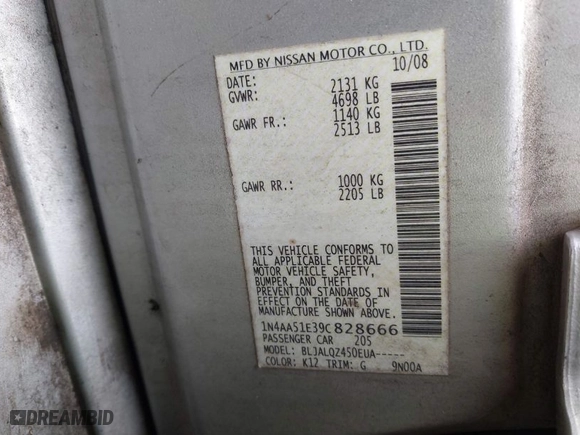 MFD BY NISSAN MOTOR CO., LTD.
DATE: 10/08
GVWR: 2131 KG
4698 LB
GAWR FR.: 1140 KG
2513 LB
GAWR RR.: 1000 KG
2205 LB
THIS VEHICLE CONFORMS TO
ALL APPLICABLE FEDERAL
MOTOR VEHICLE SAFETY,
BUMPER, AND THEFT
PREVENTION STANDARDS IN
EFFECT ON THE DATE OF
MANUFACTURE SHOWN ABOVE.
1N4AA51E39C828666
PASSENGER CAR 205
MODEL: BLJALQZ450EUA-----
COLOR: K12 TRIM: G 9N00A
DREAMBID